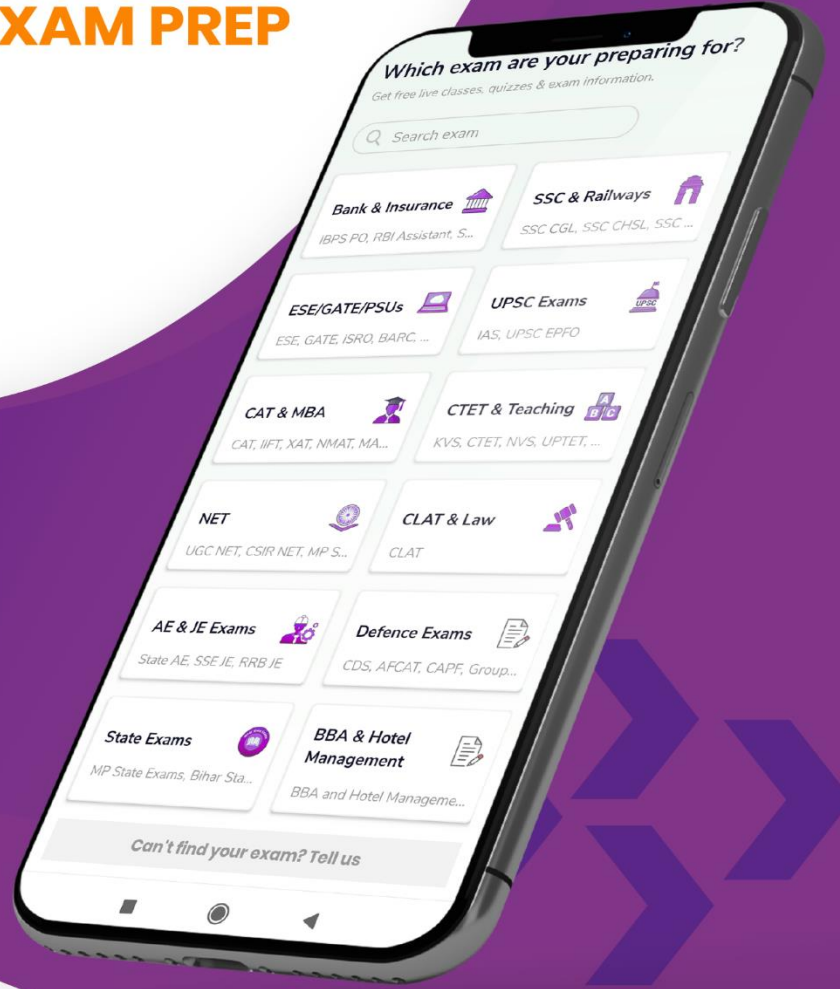 XAM PREP
Which exam are your preparing for?
Get free live classes, quizzes & exam information.
Search exam
Bank & Insurance
IBPS PO, RBI Assistant, S...
SSC & Railways
SSC CGL, SSC CHSL, SSC ...
ESE/GATE/PSUs
ESE, GATE, ISRO, BARC, ...
UPSC Exams
UPSC
IAS, UPSC EPFO
CAT & MBA
CAT, IIFT, XAT, NMAT, MA...
CTET & Teaching
A
B C
KVS, CTET, NVS, UPTET, ...
NET
UGC NET, CSIR NET, MP S...
CLAT & Law
CLAT
AE & JE Exams
State AE, SSE JE, RRB JE
Defence Exams
CDS, AFCAT, CAPF, Group...
State Exams
MP State Exams, Bihar Sta...
BBA & Hotel
Management
BBA and Hotel Manageme...
Can't find your exam? Tell us